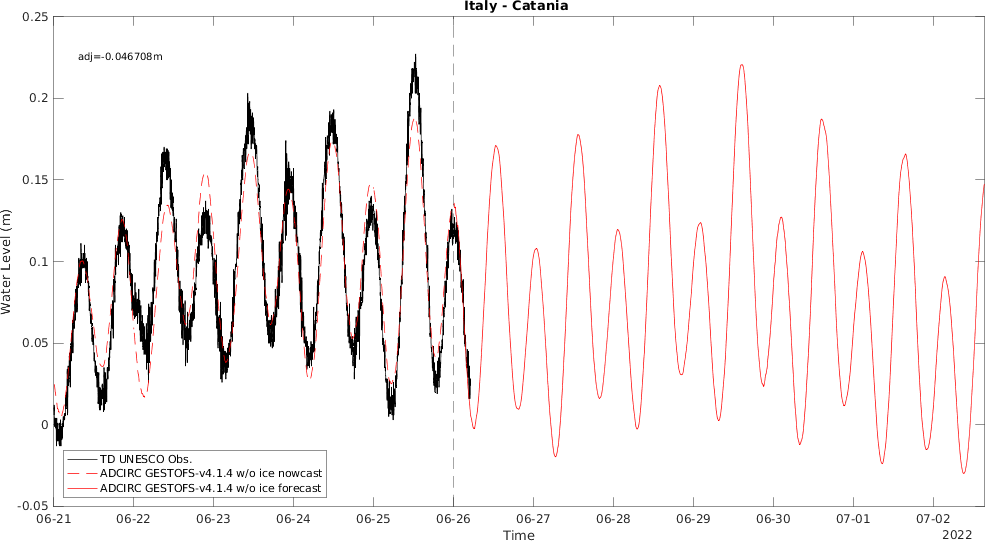 Italy - Catania
adj=-0.046708m
Water Level (m)
0.25
0.2
0.15
0.1
0.05
0
-0.05
TD UNESCO Obs.
ADCIRC GESTOFS-v4.1.4 w/o ice nowcast
ADCIRC GESTOFS-v4.1.4 w/o ice forecast
06-21 06-22 06-23 06-24 06-25 06-26 06-27 06-28 06-29 06-30 07-01 07-02
2022
Time